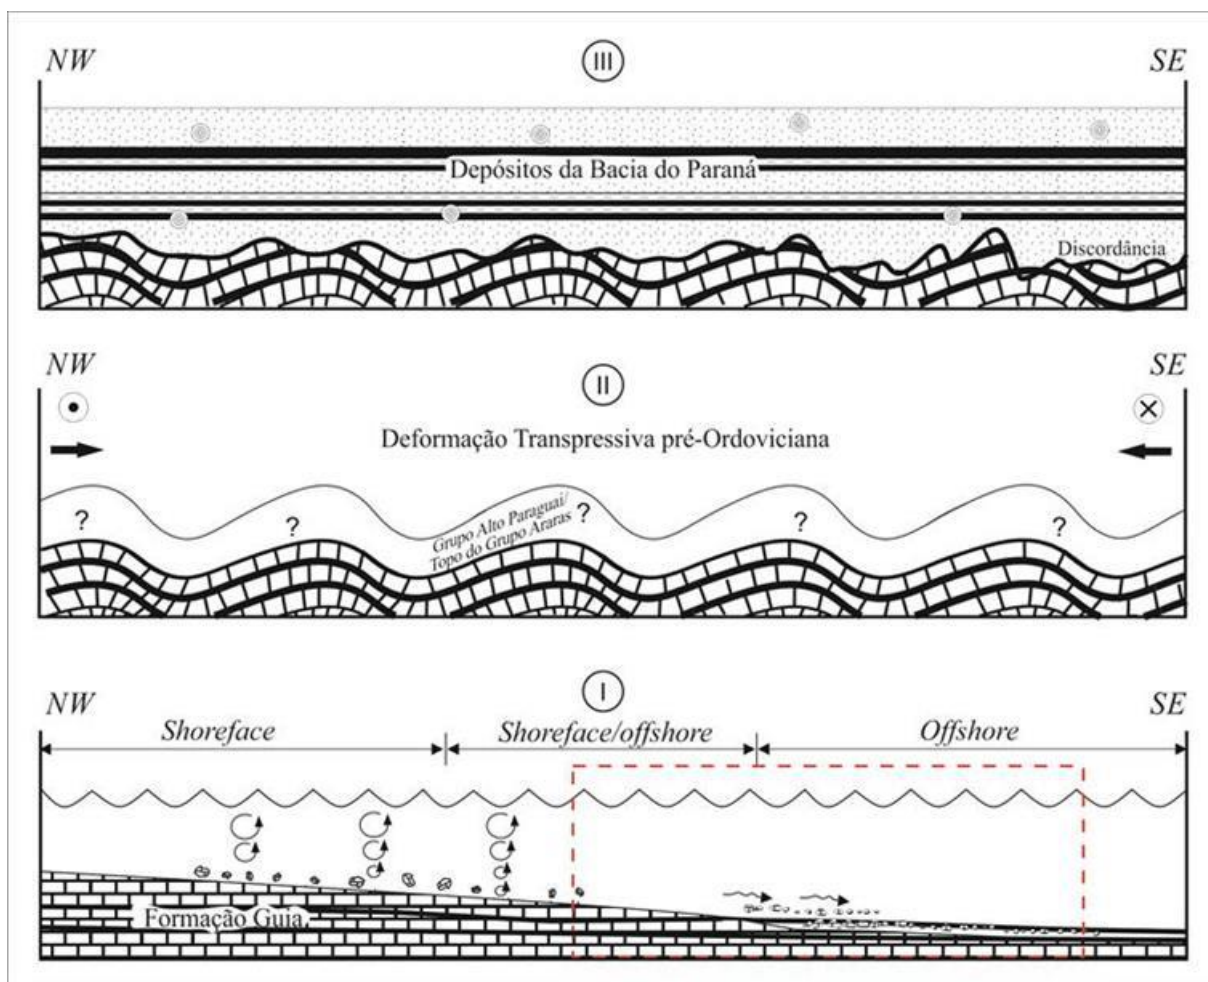 NW III SE
Depósitos da Bacia do Paraná
Discordância
NW II SE
Deformação Transpressiva pré-Ordoviciana
Grupo Alto Paraguai/
Topo do Grupo Araras
? ? ? ? ?
NW I SE
Shoreface Shoreface/offshore Offshore
Formação Guia